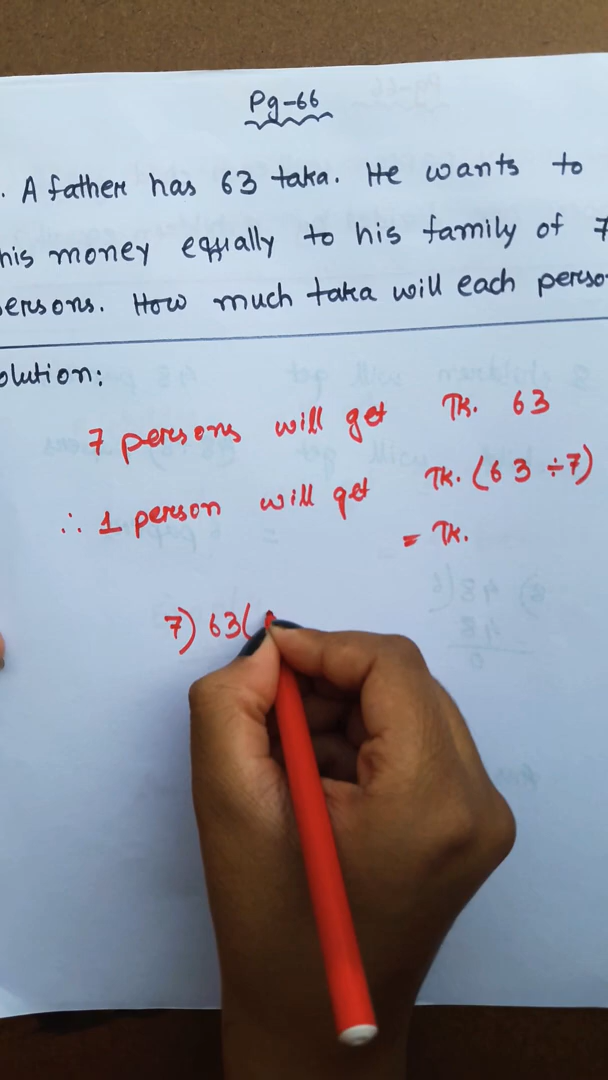 Pg-66
. A father has 63 taka. He wants to
his money equally to his family of 7
persons. How much taka will each perso
olution:
7 persons will get Tk. 63
∴ 1 person will get Tk. (63 ÷ 7)
= Tk.
7) 63(